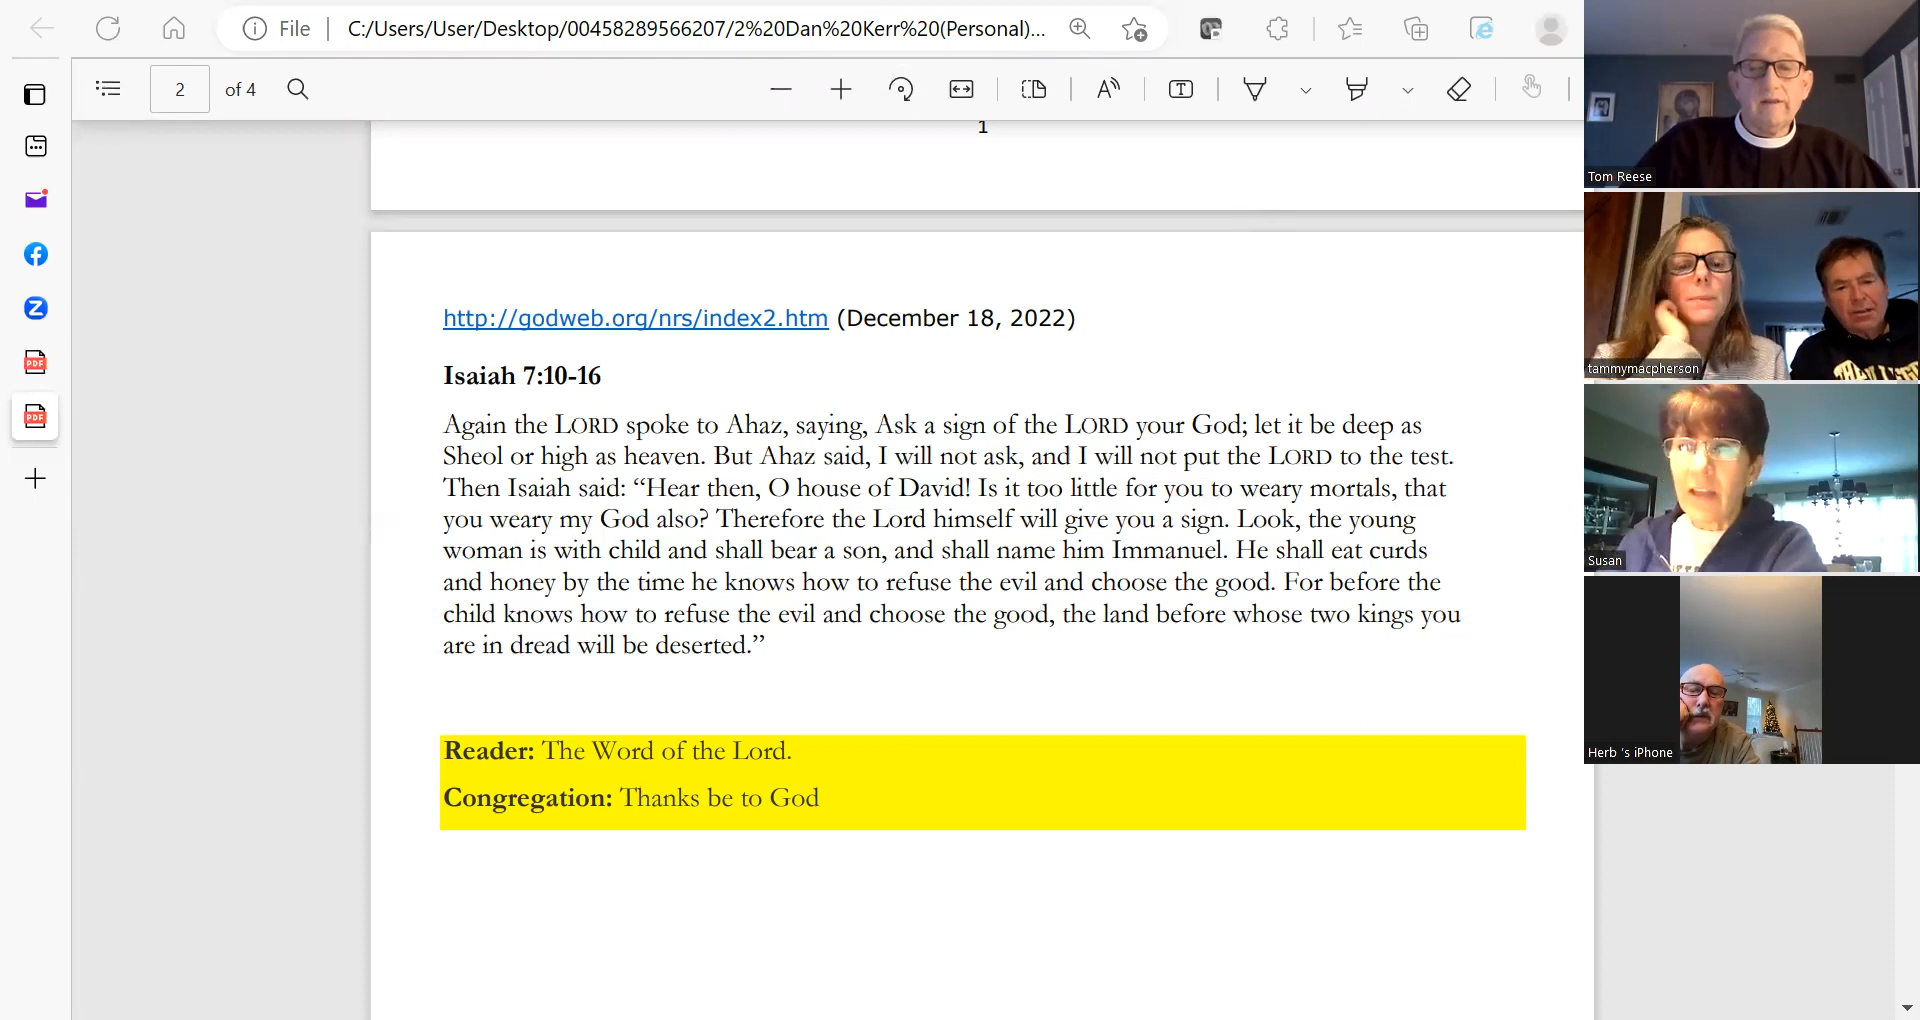 File
C:/Users/User/Desktop/00458289566207/2%20Dan%20Kerr%20(Personal)...
2 of 4
1
http://godweb.org/nrs/index2.htm (December 18, 2022)
Isaiah 7:10-16
Again the LORD spoke to Ahaz, saying, Ask a sign of the LORD your God; let it be deep as
Sheol or high as heaven. But Ahaz said, I will not ask, and I will not put the LORD to the test.
Then Isaiah said: “Hear then, O house of David! Is it too little for you to weary mortals, that
you weary my God also? Therefore the Lord himself will give you a sign. Look, the young
woman is with child and shall bear a son, and shall name him Immanuel. He shall eat curds
and honey by the time he knows how to refuse the evil and choose the good. For before the
child knows how to refuse the evil and choose the good, the land before whose two kings you
are in dread will be deserted.”
Reader: The Word of the Lord.
Congregation: Thanks be to God
PDF
PDF
Tom Reese
tammymacpherson
Susan
Herb 's iPhone